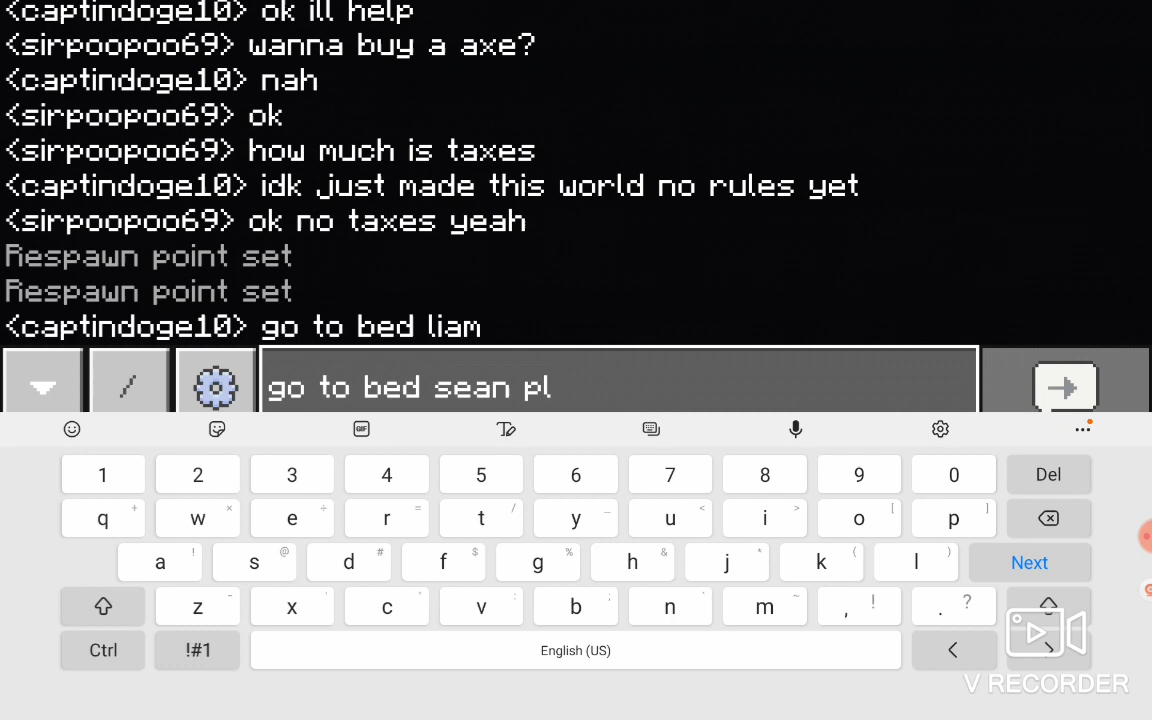 <captindoge10> ok ill help
<sirpoopoo69> wanna buy a axe?
<captindoge10> nah
<sirpoopoo69> ok
<sirpoopoo69> how much is taxes
<captindoge10> idk just made this world no rules yet
<sirpoopoo69> ok no taxes yeah
Respawn point set
Respawn point set
<captindoge10> go to bed liam
/ go to bed sean pl
GIF T
1 2 3 4 5 6 7 8 9 0 Del
q + w × e ÷ r = t / y _ u < i > o [ p ]
a ! s @ d # f $ g % h & j * k ( l ) Next
z - x ' c " v : b ; n ` m ~ , ! . ?
Ctrl !#1 English (US) < >
V RECORDER